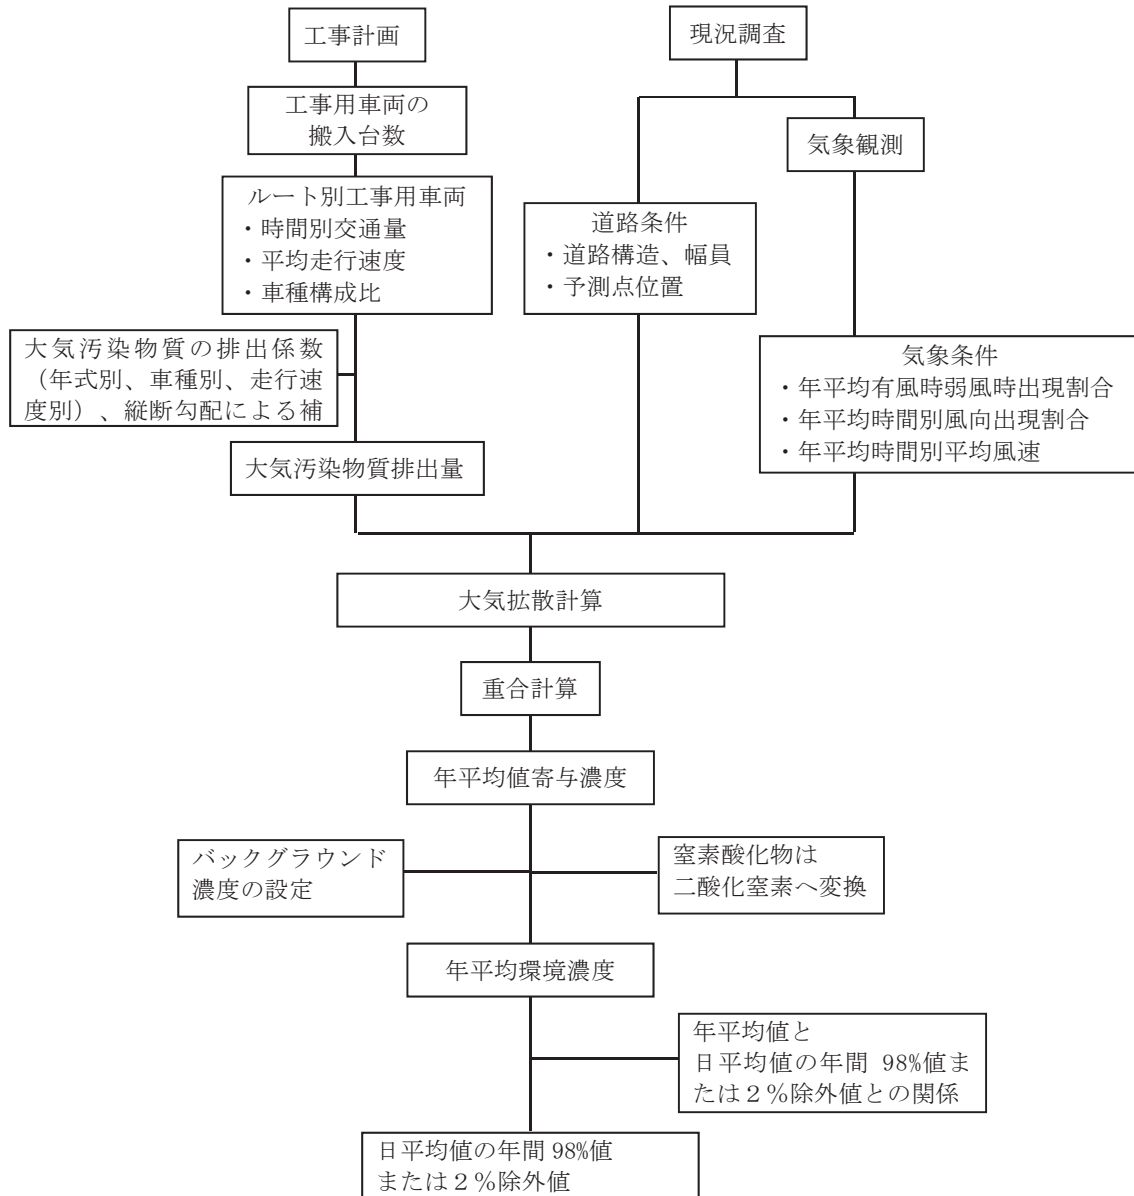 工事計画
工事用車両の
搬入台数
ルート別工事用車両
・時間別交通量
・平均走行速度
・車種構成比
大気汚染物質の排出係数
（年式別、車種別、走行速
度別）、縦断勾配による補
大気汚染物質排出量
現況調査
気象観測
道路条件
・道路構造、幅員
・予測点位置
気象条件
・年平均有風時弱風時出現割合
・年平均時間別風向出現割合
・年平均時間別平均風速
大気拡散計算
重合計算
年平均値寄与濃度
バックグラウンド
濃度の設定
窒素酸化物は
二酸化窒素へ変換
年平均環境濃度
年平均値と
日平均値の年間 98%値ま
たは２％除外値との関係
日平均値の年間 98%値
または２％除外値